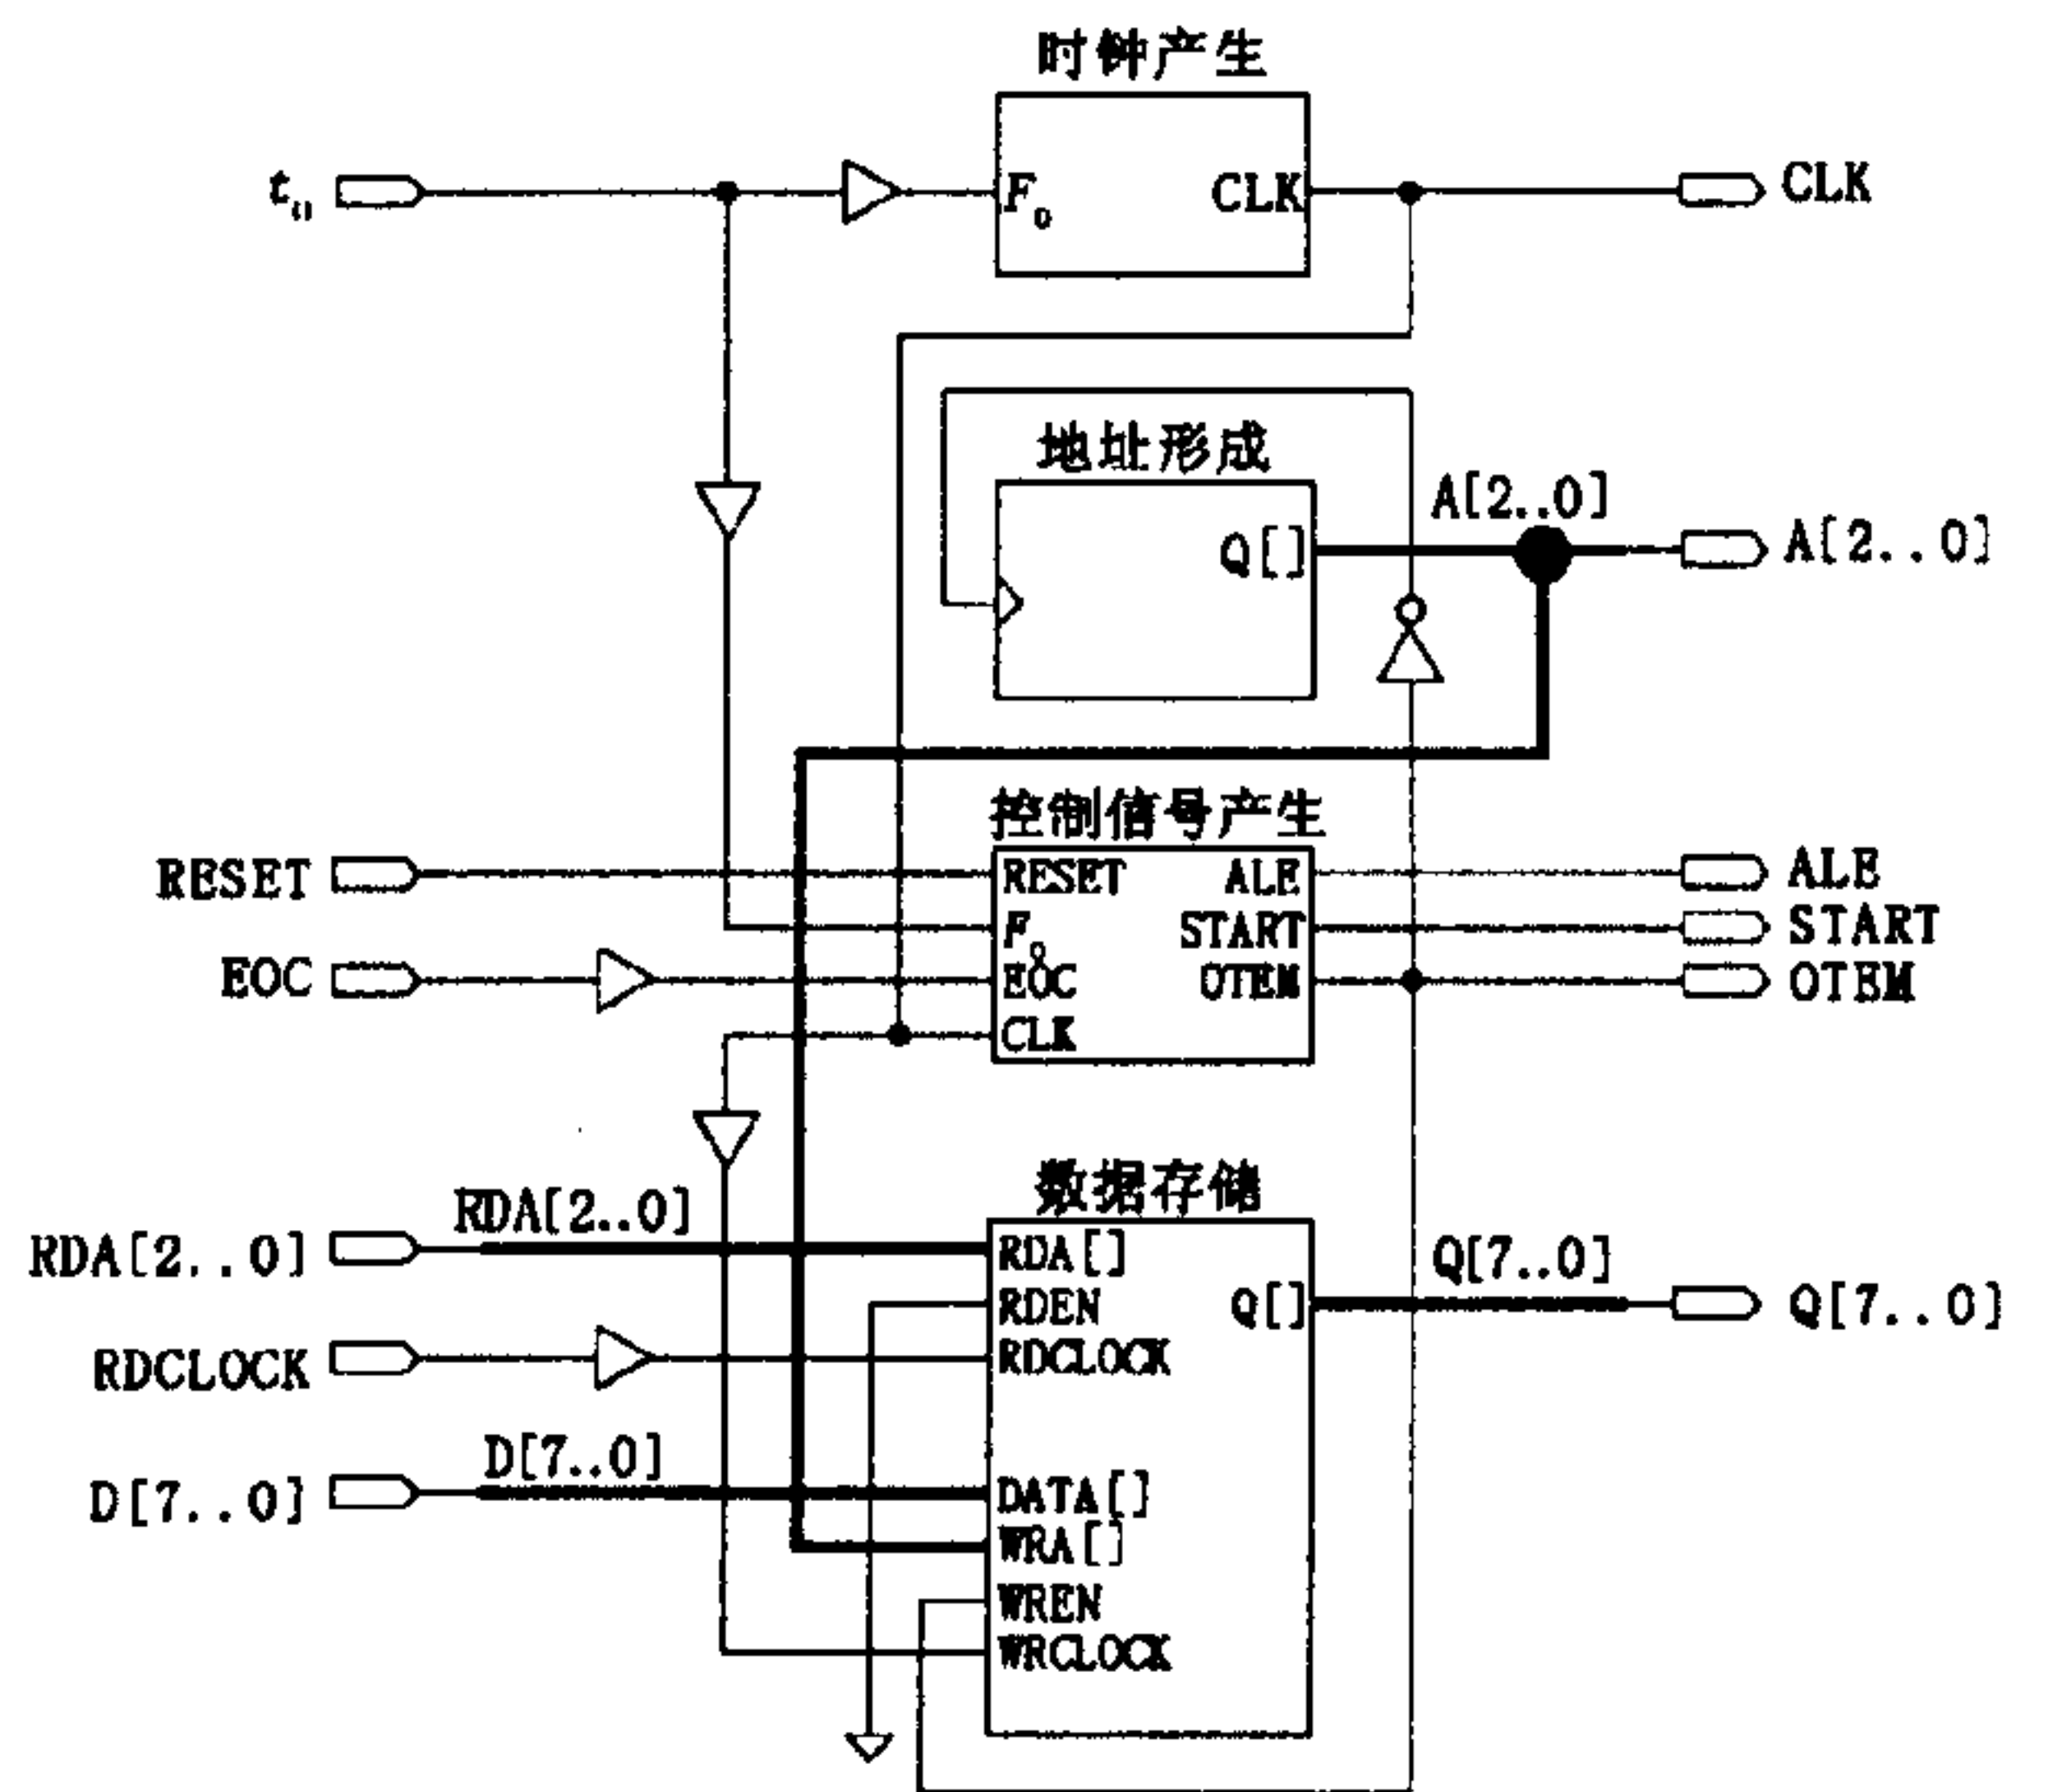 时钟产生
t₀
F₀
CLK
CLK
地址形成
Q[]
A[2..0]
A[2..0]
控制信号产生
RESET
RESET
ALE
ALE
F₀
START
START
EOC
EOC
OTEM
OTEM
CLK
数据存储
RDA[2..0]
RDA[2..0]
RDA[]
RDEN
Q[]
Q[7..0]
Q[7..0]
RDCLOCK
RDCLOCK
D[7..0]
D[7..0]
DATA[]
WRA[]
WREN
WRCLOCK